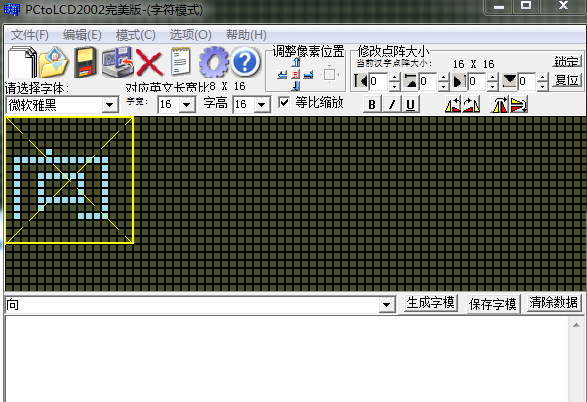 PCtoLCD2002完美版-(字符模式)
文件(F) 编辑(E) 模式(C) 选项(O) 帮助(H)
调整像素位置 修改点阵大小
当前汉字点阵大小: 16 X 16 锁定
0 0 0 0 复位
请选择字体: 对应英文长宽比8 X 16
微软雅黑 字宽: 16 字高 16 等比缩放 B I U
向
向 生成字模 保存字模 清除数据